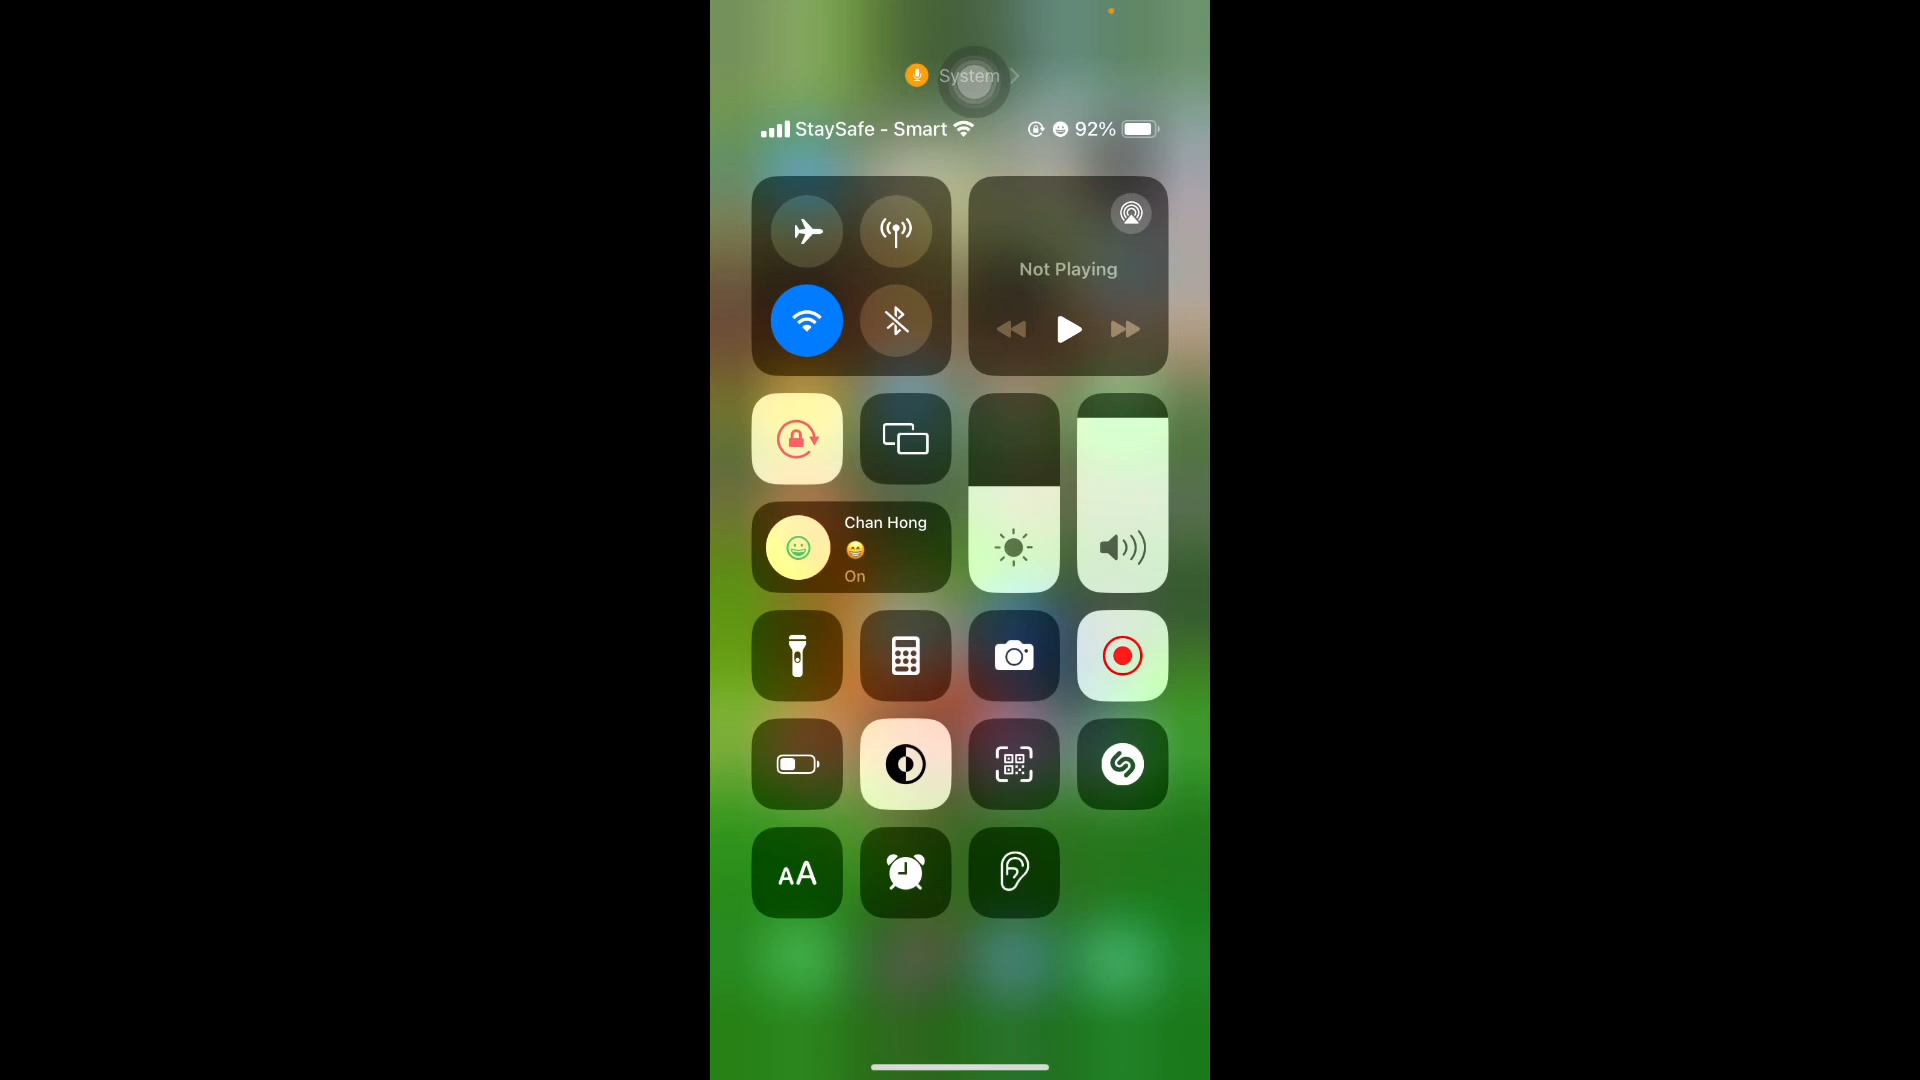 System
StaySafe - Smart 92%
Not Playing
Chan Hong
😁
On
AA